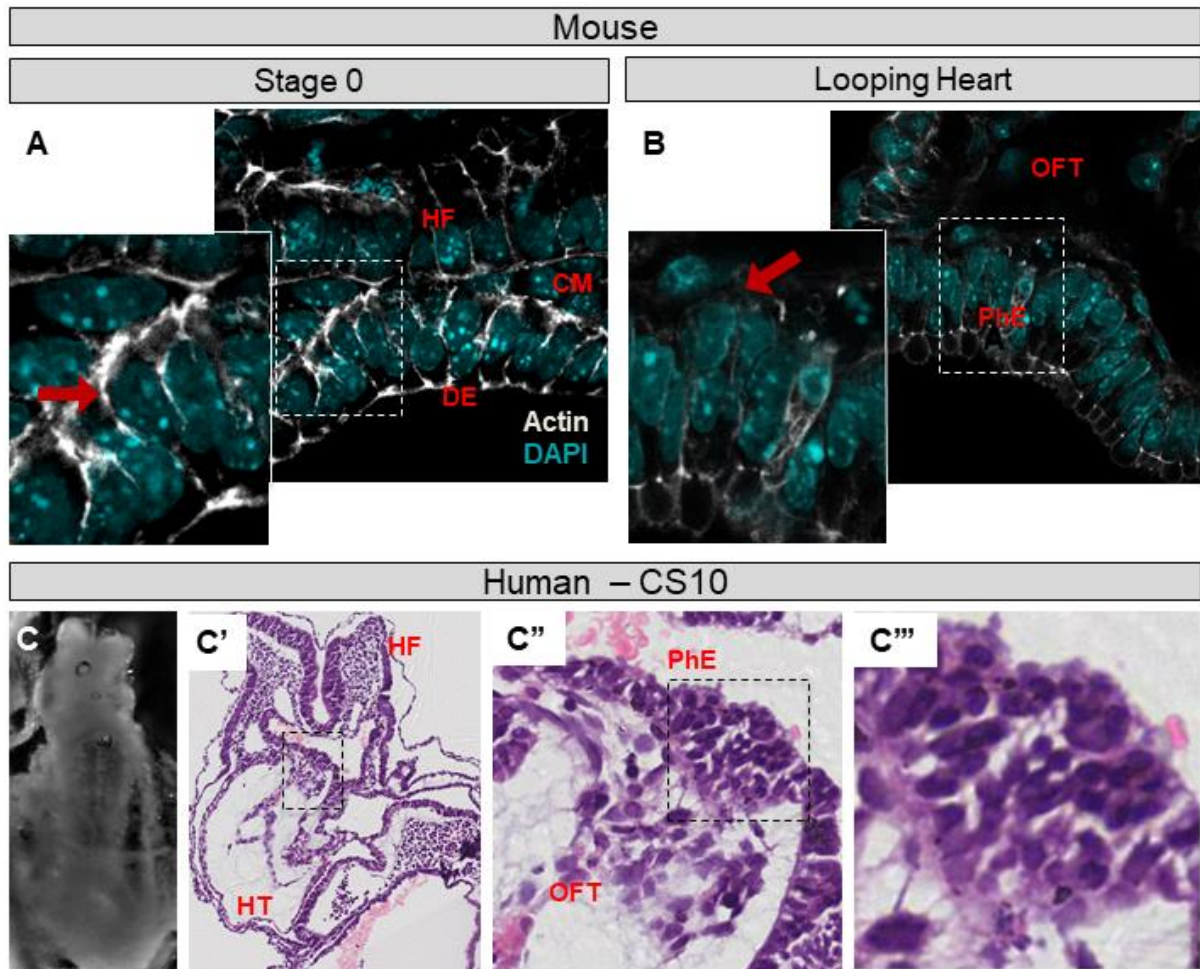 Mouse
Stage 0
Looping Heart
A
HF
CM
DE
Actin
DAPI
B
OFT
PhE
Human – CS10
C
C'
HF
HT
C''
PhE
OFT
C'''